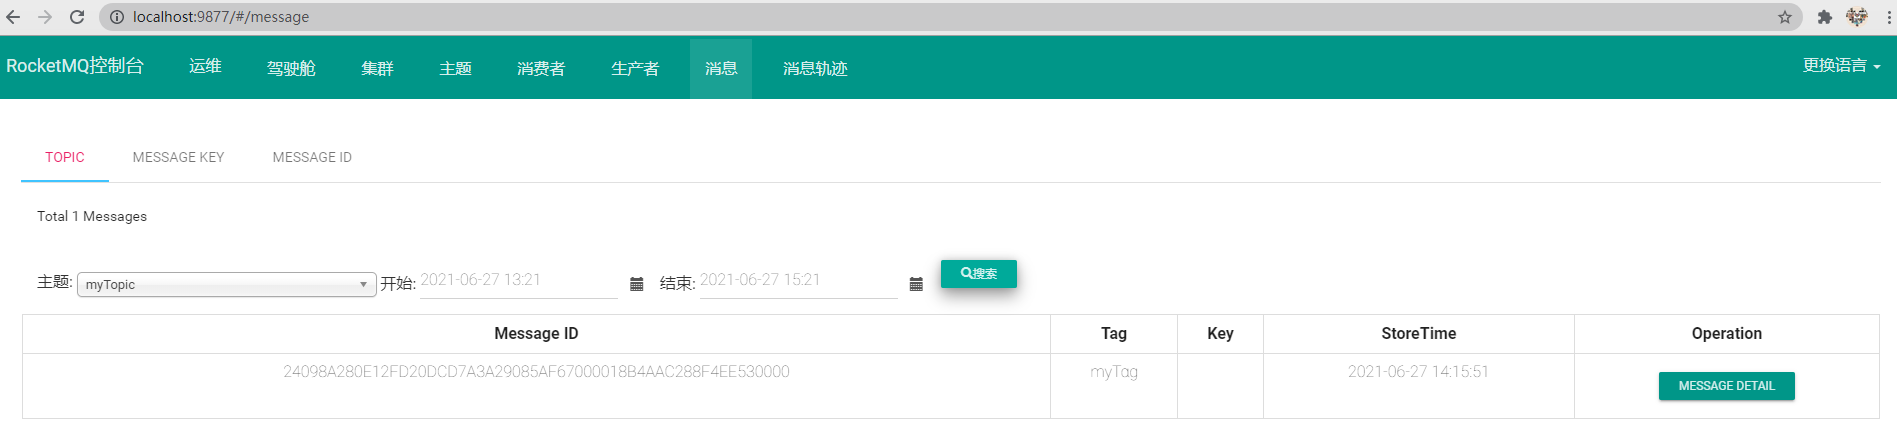 localhost:9877/#/message
RocketMQ控制台 运维 驾驶舱 集群 主题 消费者 生产者 消息 消息轨迹 更换语言
TOPIC MESSAGE KEY MESSAGE ID
Total 1 Messages
主题: myTopic 开始: 2021-06-27 13:21 结束: 2021-06-27 15:21 搜索
Message ID Tag Key StoreTime Operation
24098A280E12FD20DCD7A3A29085AF67000018B4AAC288F4EE530000 myTag 2021-06-27 14:15:51 MESSAGE DETAIL